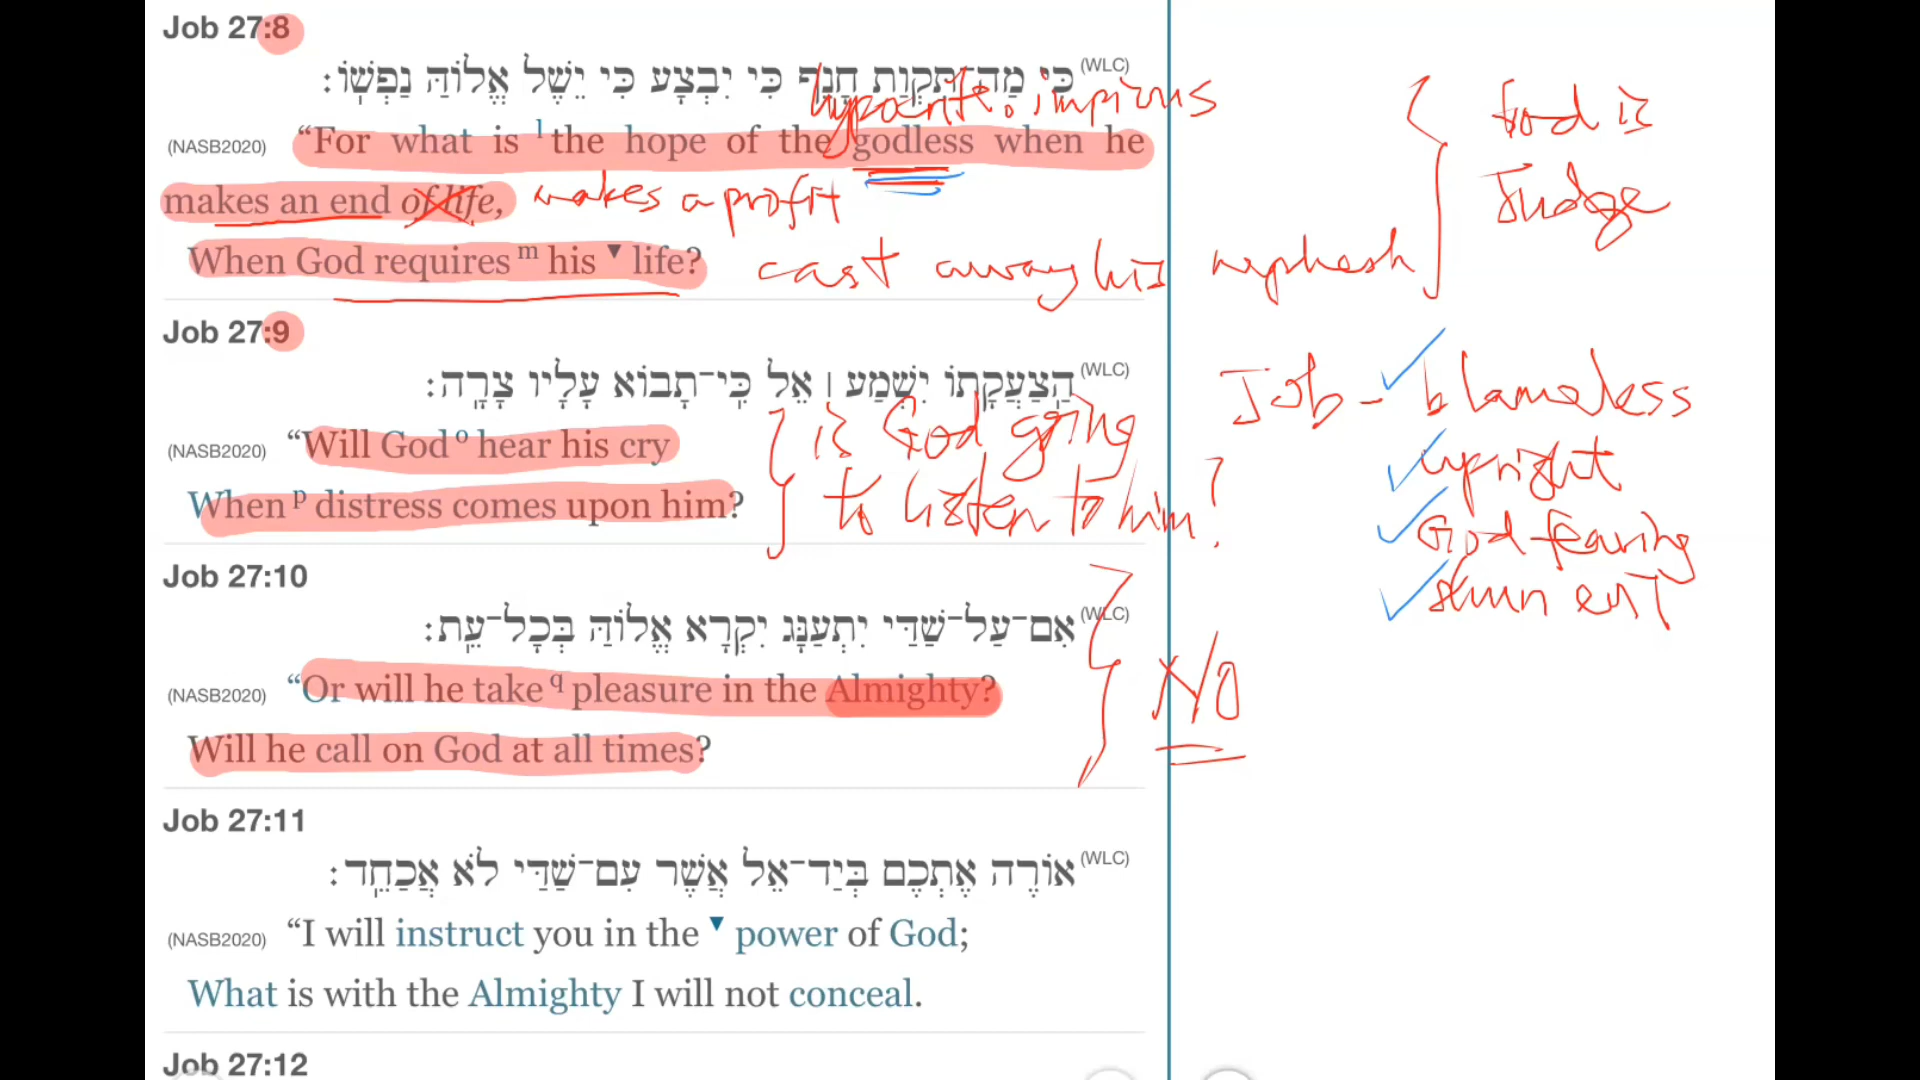 Job 27:8
כִּי מַה־תִּקְוַת חָנֵף כִּי יִבְצָע כִּי יֵשֶׁל אֱלוֹהַּ נַפְשׁוֹ׃ (WLC)
hypocrite. impious
(NASB2020) “For what is l the hope of the godless when he
makes an end of life, makes a profit
When God requires m his ▼ life? cast away his nephesh
God is
Judge
Job 27:9
הֲצַעֲקָתוֹ יִשְׁמַע ׀ אֵל כִּי־תָבוֹא עָלָיו צָרָה׃ (WLC)
(NASB2020) “Will God o hear his cry
When p distress comes upon him?
is God going
to listen to him?
Job - blameless
upright
God fearing
shun evil
Job 27:10
אִם־עַל־שַׁדַּי יִתְעַנָּג יִקְרָא אֱלוֹהַּ בְּכָל־עֵת׃ (WLC)
(NASB2020) “Or will he take q pleasure in the Almighty?
Will he call on God at all times?
NO
Job 27:11
אוֹרֶה אֶתְכֶם בְּיַד־אֵל אֲשֶׁר עִם־שַׁדַּי לֹא אֲכַחֵד׃ (WLC)
(NASB2020) “I will instruct you in the ▼ power of God;
What is with the Almighty I will not conceal.
Job 27:12